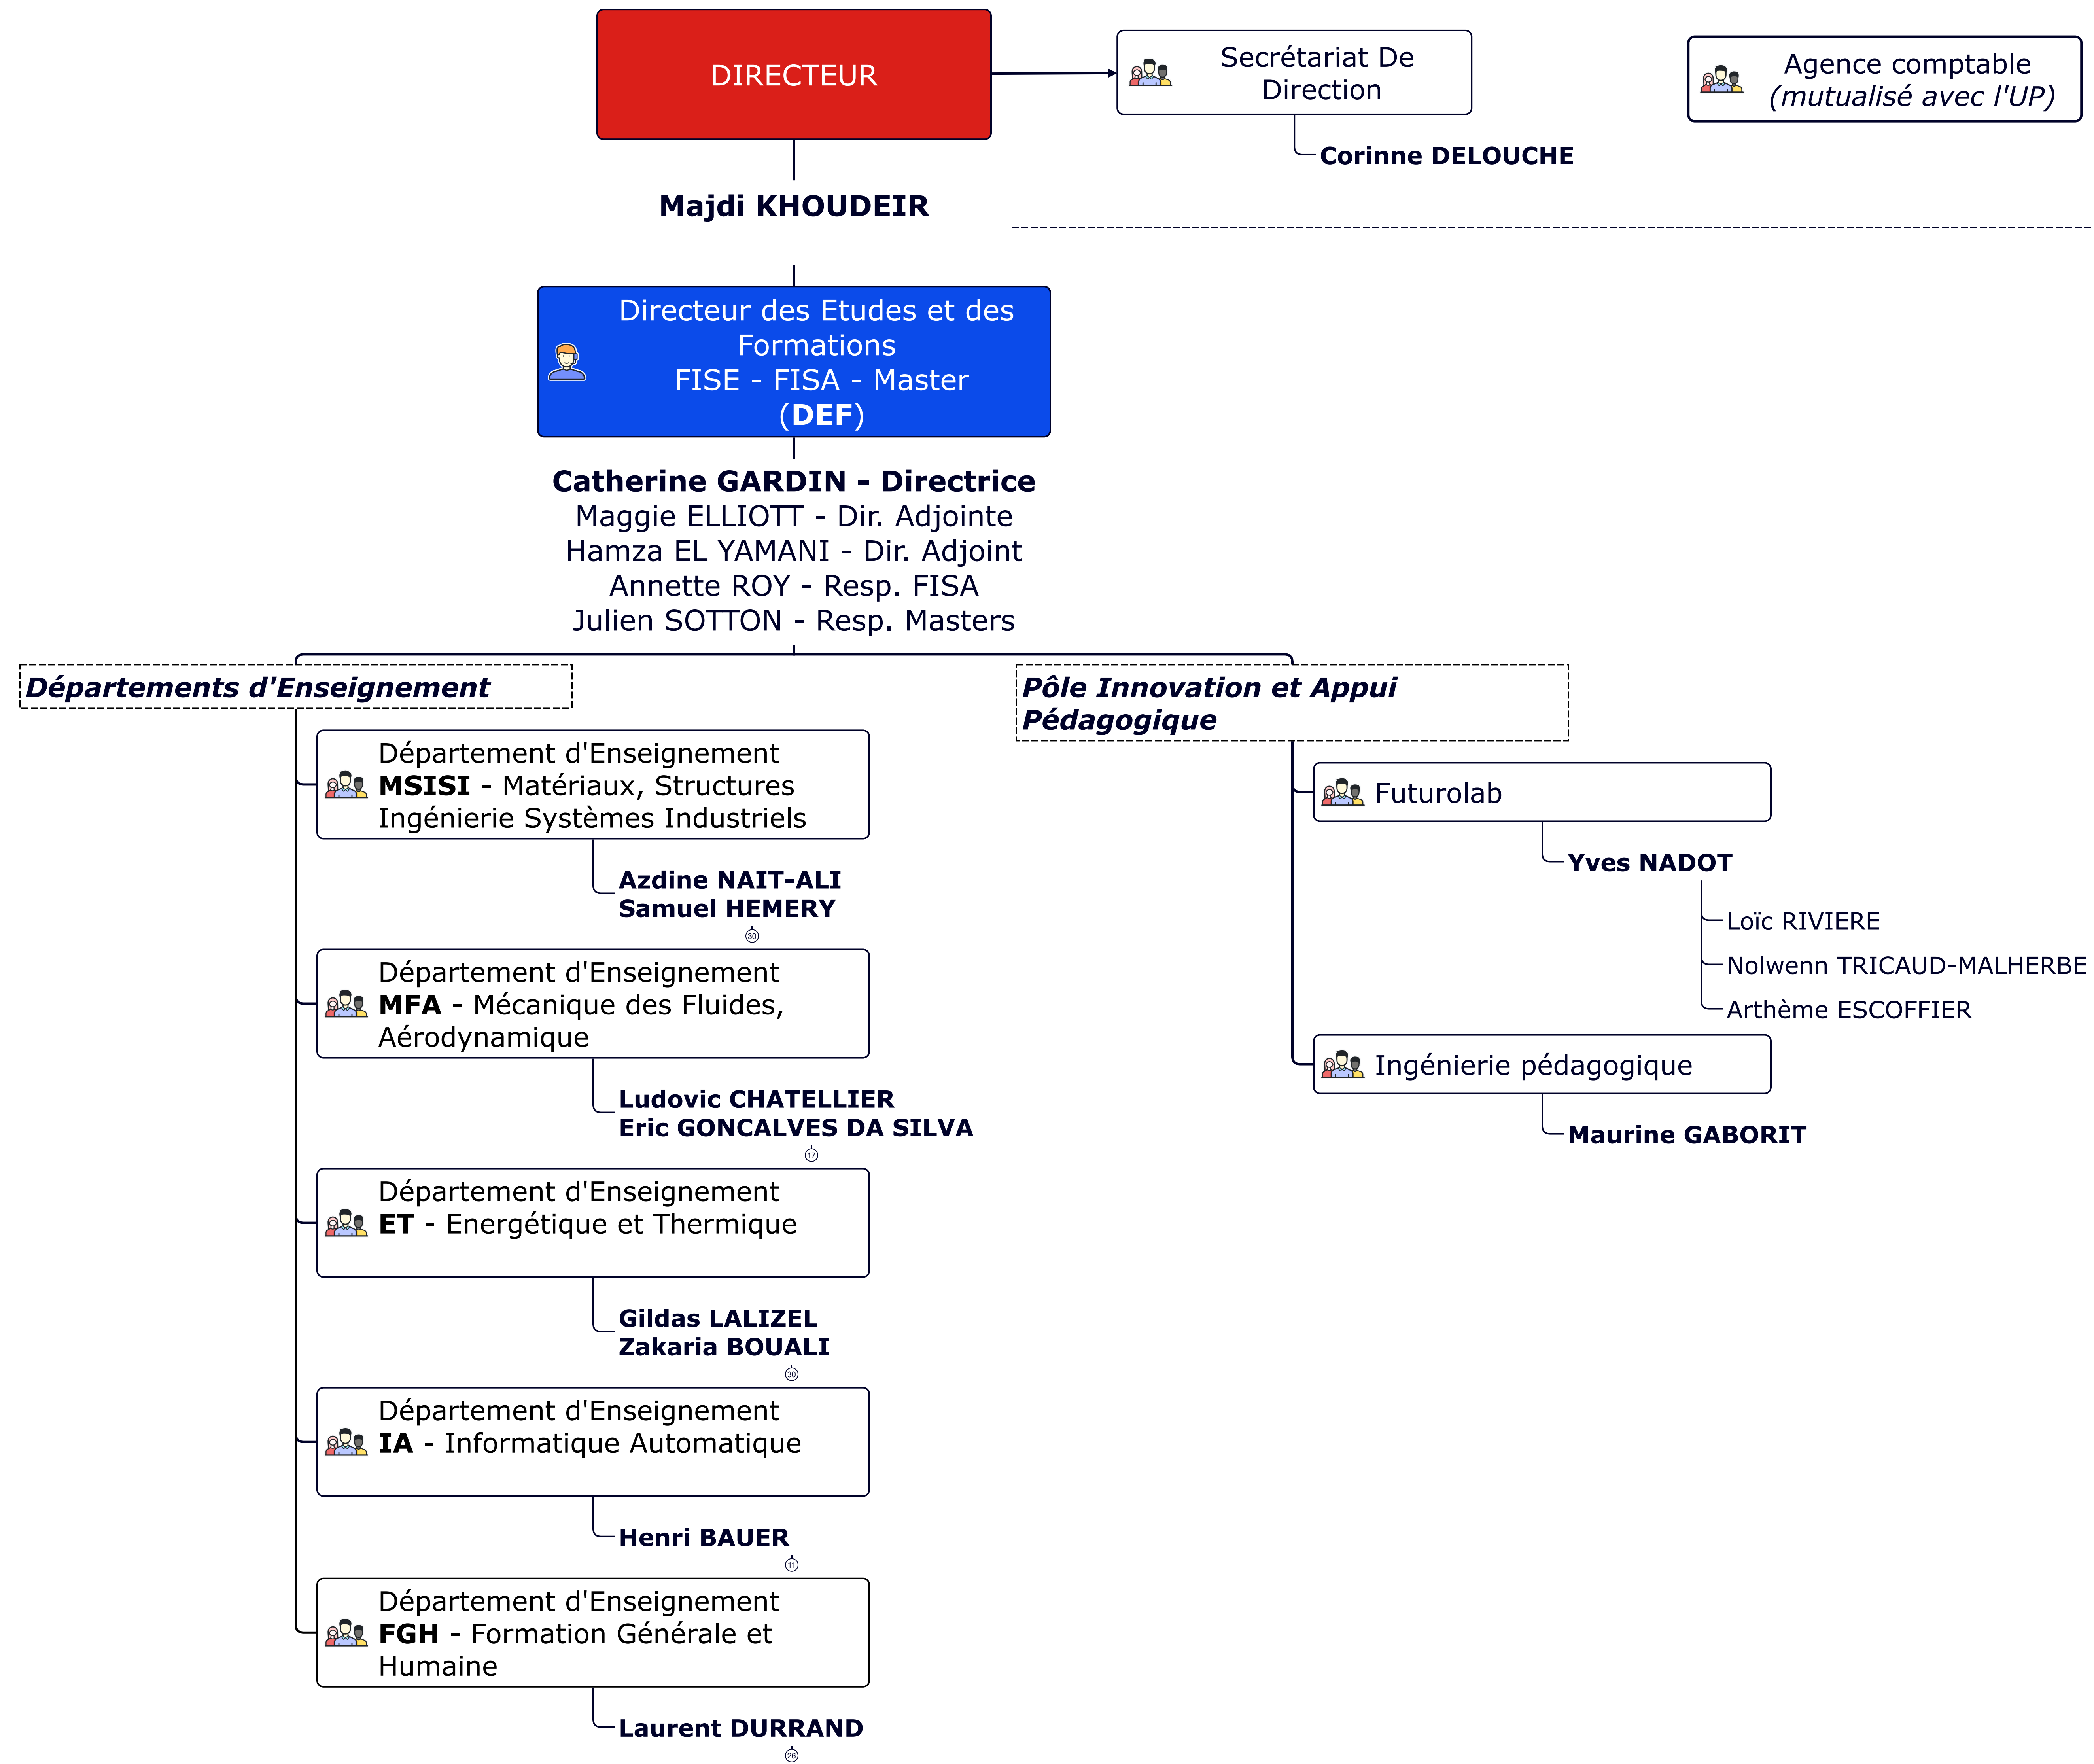 DIRECTEUR
Secrétariat De
Direction
Agence comptable
(mutualisé avec l'UP)
Corinne DELOUCHE
Majdi KHOUDEIR
Directeur des Etudes et des
Formations
FISE - FISA - Master
(DEF)
Catherine GARDIN - Directrice
Maggie ELLIOTT - Dir. Adjointe
Hamza EL YAMANI - Dir. Adjoint
Annette ROY - Resp. FISA
Julien SOTTON - Resp. Masters
Départements d'Enseignement
Département d'Enseignement
MSISI - Matériaux, Structures
Ingénierie Systèmes Industriels
Azdine NAIT-ALI
Samuel HEMERY
30
Département d'Enseignement
MFA - Mécanique des Fluides,
Aérodynamique
Ludovic CHATELLIER
Eric GONCALVES DA SILVA
17
Département d'Enseignement
ET - Energétique et Thermique
Gildas LALIZEL
Zakaria BOUALI
30
Département d'Enseignement
IA - Informatique Automatique
Henri BAUER
11
Département d'Enseignement
FGH - Formation Générale et
Humaine
Laurent DURRAND
26
Pôle Innovation et Appui
Pédagogique
Futurolab
Yves NADOT
Loïc RIVIERE
Nolwenn TRICAUD-MALHERBE
Arthème ESCOFFIER
Ingénierie pédagogique
Maurine GABORIT